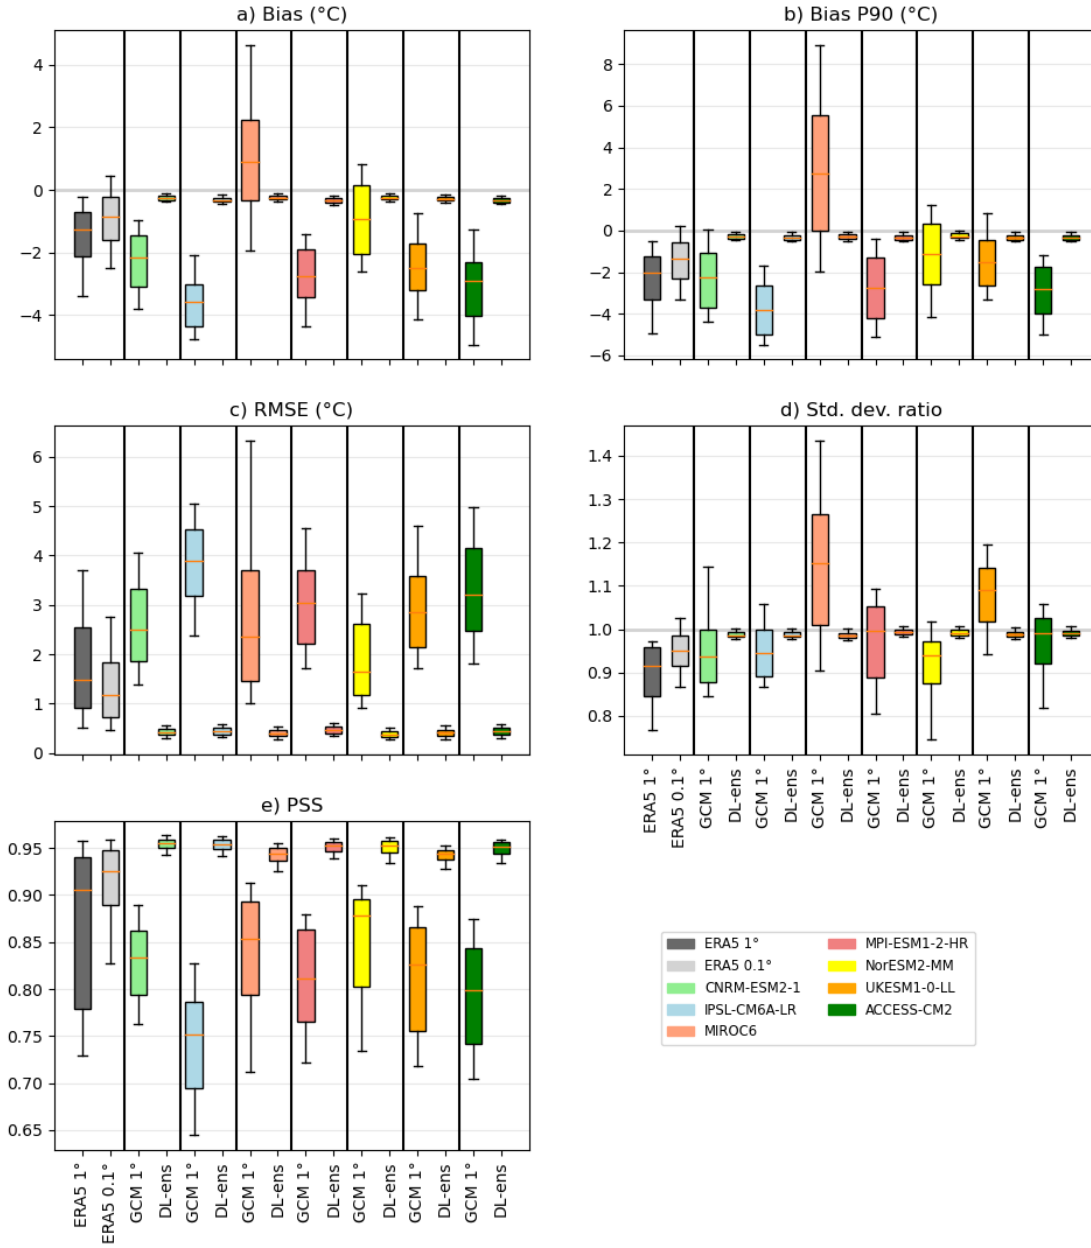 a) Bias (°C)
4
2
0
−2
−4
b) Bias P90 (°C)
8
6
4
2
0
−2
−4
−6
c) RMSE (°C)
6
5
4
3
2
1
0
d) Std. dev. ratio
1.4
1.3
1.2
1.1
1.0
0.9
0.8
ERA5 1°
ERA5 0.1°
GCM 1°
DL-ens
GCM 1°
DL-ens
GCM 1°
DL-ens
GCM 1°
DL-ens
GCM 1°
DL-ens
GCM 1°
DL-ens
GCM 1°
DL-ens
e) PSS
0.95
0.90
0.85
0.80
0.75
0.70
0.65
ERA5 1°
ERA5 0.1°
GCM 1°
DL-ens
GCM 1°
DL-ens
GCM 1°
DL-ens
GCM 1°
DL-ens
GCM 1°
DL-ens
GCM 1°
DL-ens
GCM 1°
DL-ens
ERA5 1°
ERA5 0.1°
CNRM-ESM2-1
IPSL-CM6A-LR
MIROC6
MPI-ESM1-2-HR
NorESM2-MM
UKESM1-0-LL
ACCESS-CM2